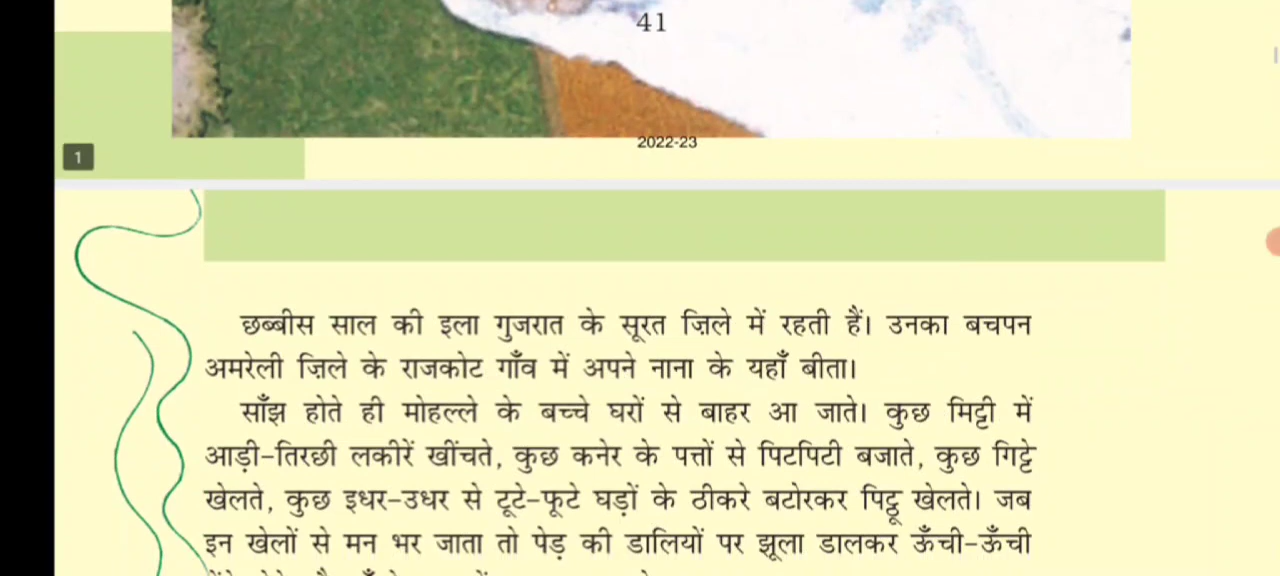 41
2022-23
1
छब्बीस साल की इला गुजरात के सूरत ज़िले में रहती हैं। उनका बचपन
अमरेली ज़िले के राजकोट गाँव में अपने नाना के यहाँ बीता।
साँझ होते ही मोहल्ले के बच्चे घरों से बाहर आ जाते। कुछ मिट्टी में
आड़ी-तिरछी लकीरें खींचते, कुछ कनेर के पत्तों से पिटपिटी बजाते, कुछ गिट्टे
खेलते, कुछ इधर-उधर से टूटे-फूटे घड़ों के ठीकरे बटोरकर पिट्ठू खेलते। जब
इन खेलों से मन भर जाता तो पेड़ की डालियों पर झूला डालकर ऊँची-ऊँची